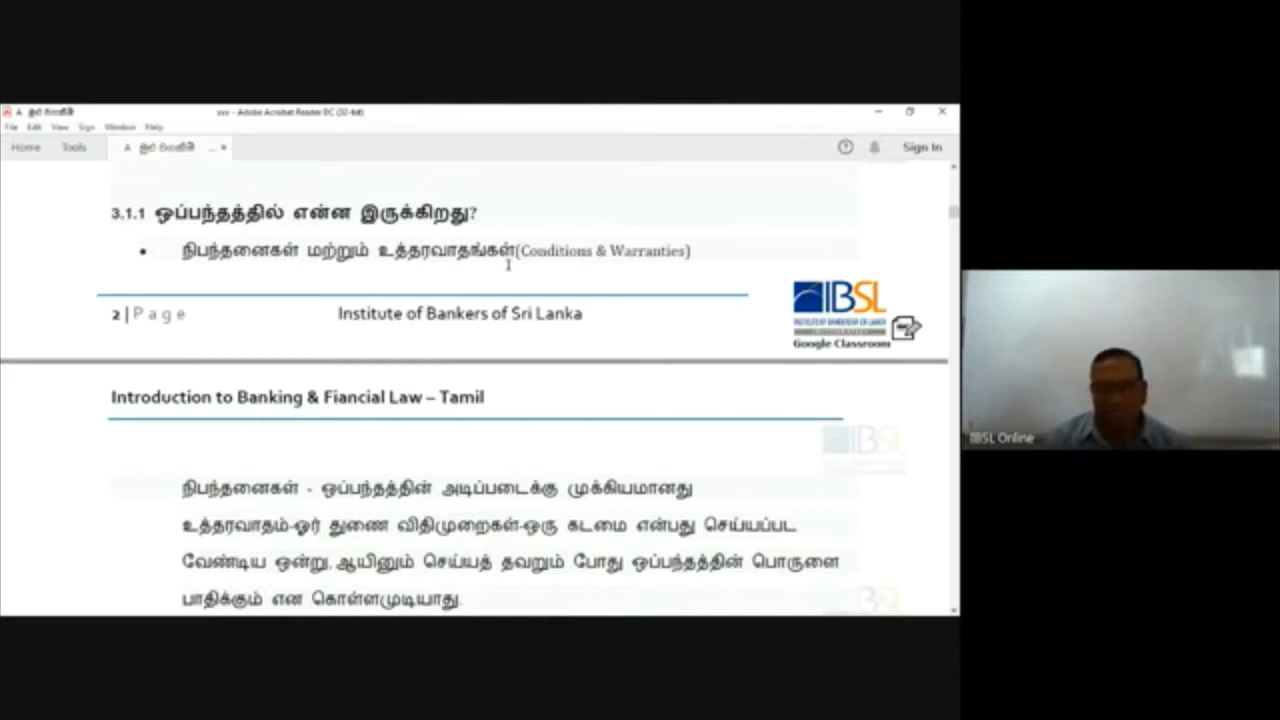 xxx - Adobe Acrobat Reader DC (32-bit)
File Edit View Sign Window Help
Home Tools
Sign In
3.1.1 ஒப்பந்தத்தில் என்ன இருக்கிறது?
• நிபந்தனைகள் மற்றும் உத்தரவாதங்கள்(Conditions & Warranties)
2 | P a g e Institute of Bankers of Sri Lanka
IBSL
Google Classroom
Introduction to Banking & Fiancial Law – Tamil
நிபந்தனைகள் - ஒப்பந்தத்தின் அடிப்படைக்கு முக்கியமானது
உத்தரவாதம்-ஓர் துணை விதிமுறைகள்-ஒரு கடமை என்பது செய்யப்பட
வேண்டிய ஒன்று, ஆயினும் செய்யத் தவறும் போது ஒப்பந்தத்தின் பொருளை
பாதிக்கும் என கொள்ளமுடியாது.
IBSL Online